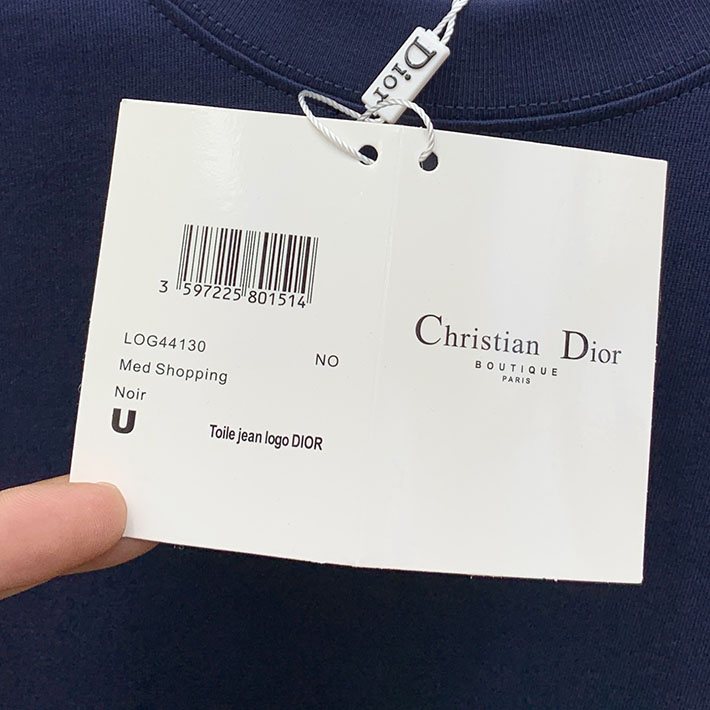 Dior
3 597225 801514
LOG44130
NO
Med Shopping
Noir
U
Toile jean logo DIOR
Christian Dior
BOUTIQUE
PARIS